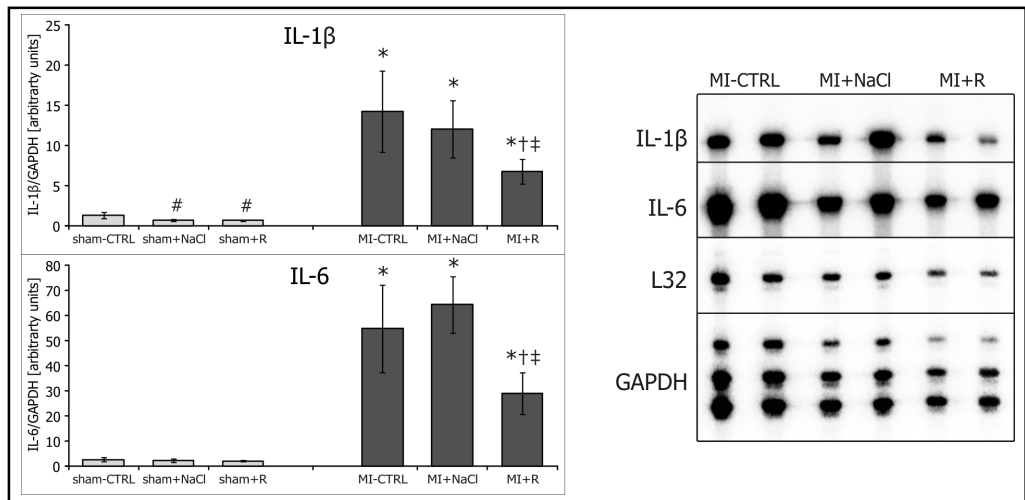 IL-1β
IL-1β/GAPDH [arbitrarty units]
25
20
15
10
5
0
*
*
*†‡
#
#
sham-CTRL sham+NaCl sham+R MI-CTRL MI+NaCl MI+R
IL-6
IL-6/GAPDH [arbitrarty units]
80
70
60
50
40
30
20
10
0
*
*
*†‡
sham-CTRL sham+NaCl sham+R MI-CTRL MI+NaCl MI+R
MI-CTRL MI+NaCl MI+R
IL-1β
IL-6
L32
GAPDH